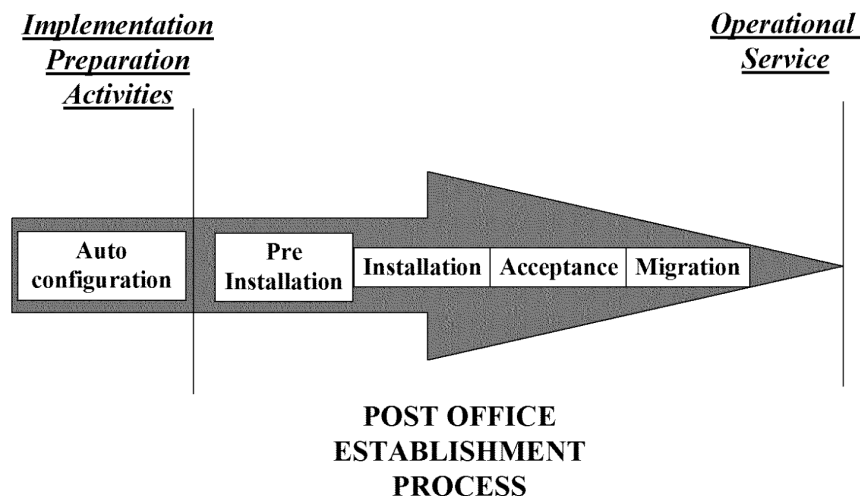 Implementation
Preparation
Activities
Operational
Service
Auto
configuration
Pre
Installation
Installation
Acceptance
Migration
POST OFFICE
ESTABLISHMENT
PROCESS